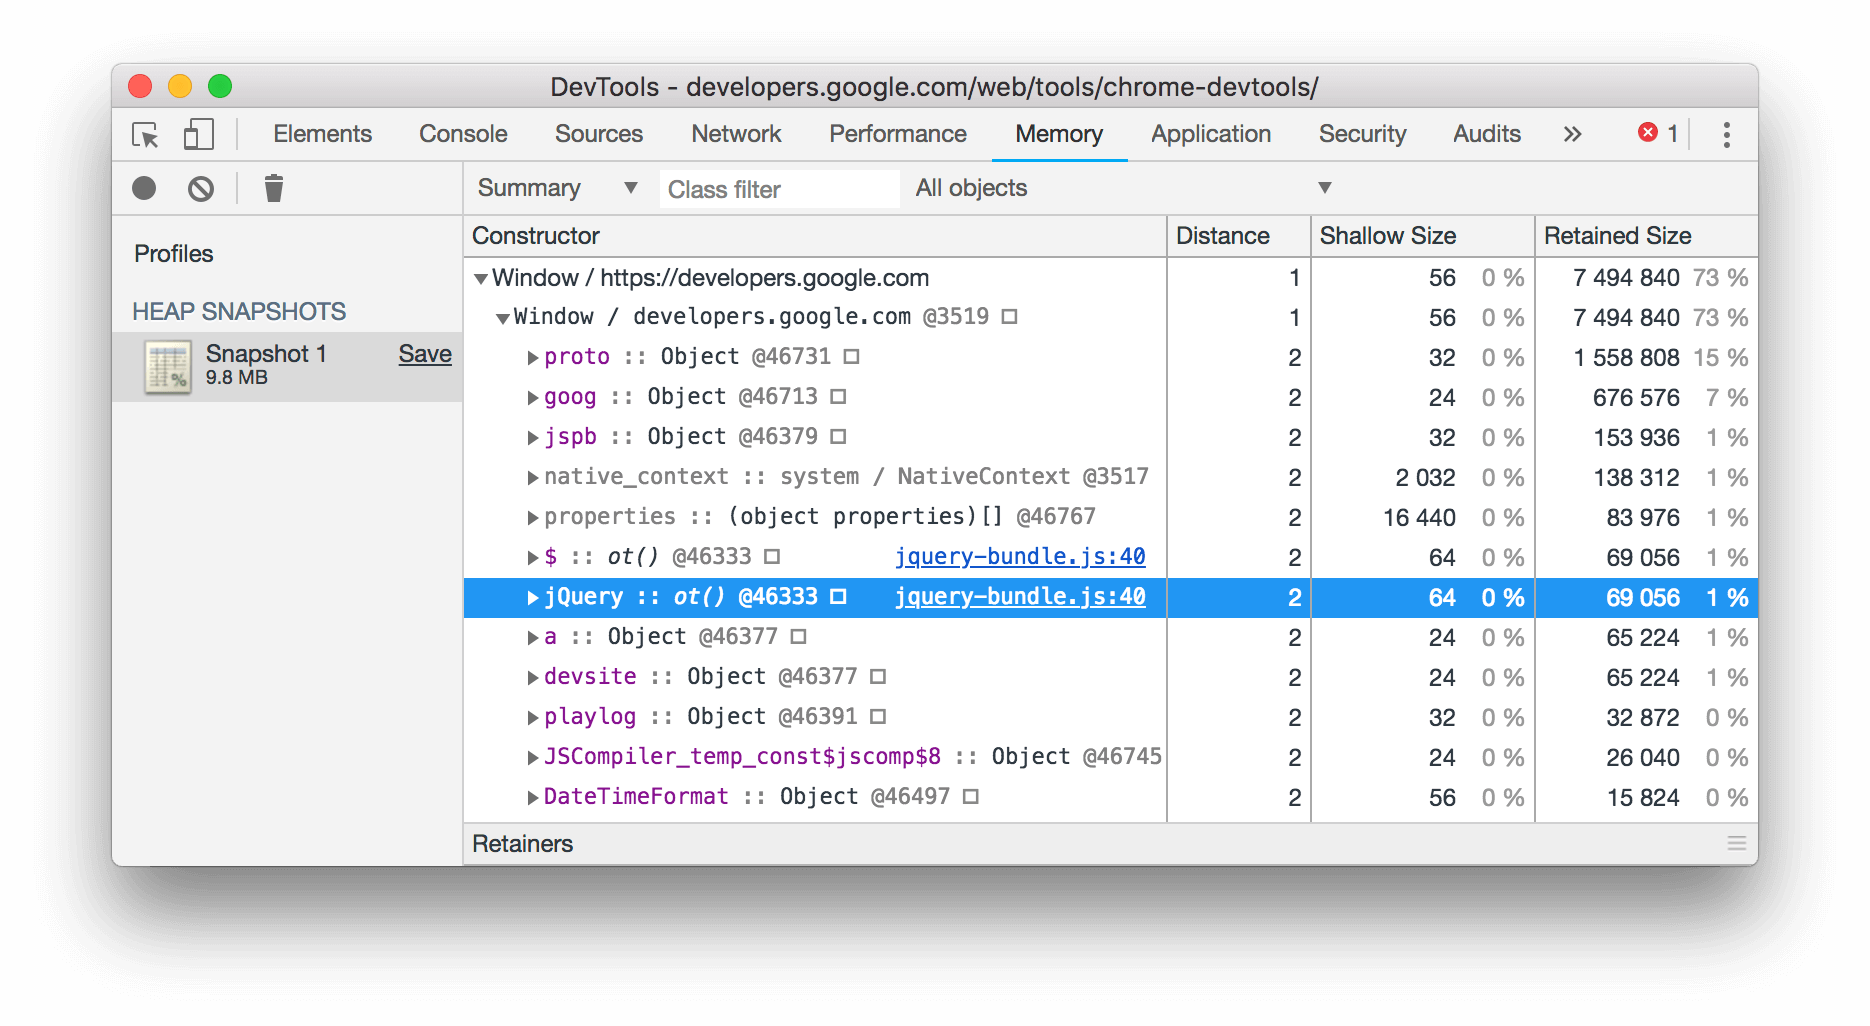 DevTools - developers.google.com/web/tools/chrome-devtools/
Elements Console Sources Network Performance Memory Application Security Audits » 1
Summary ▼ Class filter All objects ▼
Profiles
HEAP SNAPSHOTS
Snapshot 1 Save
9.8 MB
Constructor Distance Shallow Size Retained Size
▼Window / https://developers.google.com 1 56 0 % 7 494 840 73 %
▼Window / developers.google.com @3519 □ 1 56 0 % 7 494 840 73 %
▶proto :: Object @46731 □ 2 32 0 % 1 558 808 15 %
▶goog :: Object @46713 □ 2 24 0 % 676 576 7 %
▶jspb :: Object @46379 □ 2 32 0 % 153 936 1 %
▶native_context :: system / NativeContext @3517 2 2 032 0 % 138 312 1 %
▶properties :: (object properties)[] @46767 2 16 440 0 % 83 976 1 %
▶$ :: ot() @46333 □ jquery-bundle.js:40 2 64 0 % 69 056 1 %
▶jQuery :: ot() @46333 □ jquery-bundle.js:40 2 64 0 % 69 056 1 %
▶a :: Object @46377 □ 2 24 0 % 65 224 1 %
▶devsite :: Object @46377 □ 2 24 0 % 65 224 1 %
▶playlog :: Object @46391 □ 2 32 0 % 32 872 0 %
▶JSCompiler_temp_const$jscomp$8 :: Object @46745 2 24 0 % 26 040 0 %
▶DateTimeFormat :: Object @46497 □ 2 56 0 % 15 824 0 %
Retainers